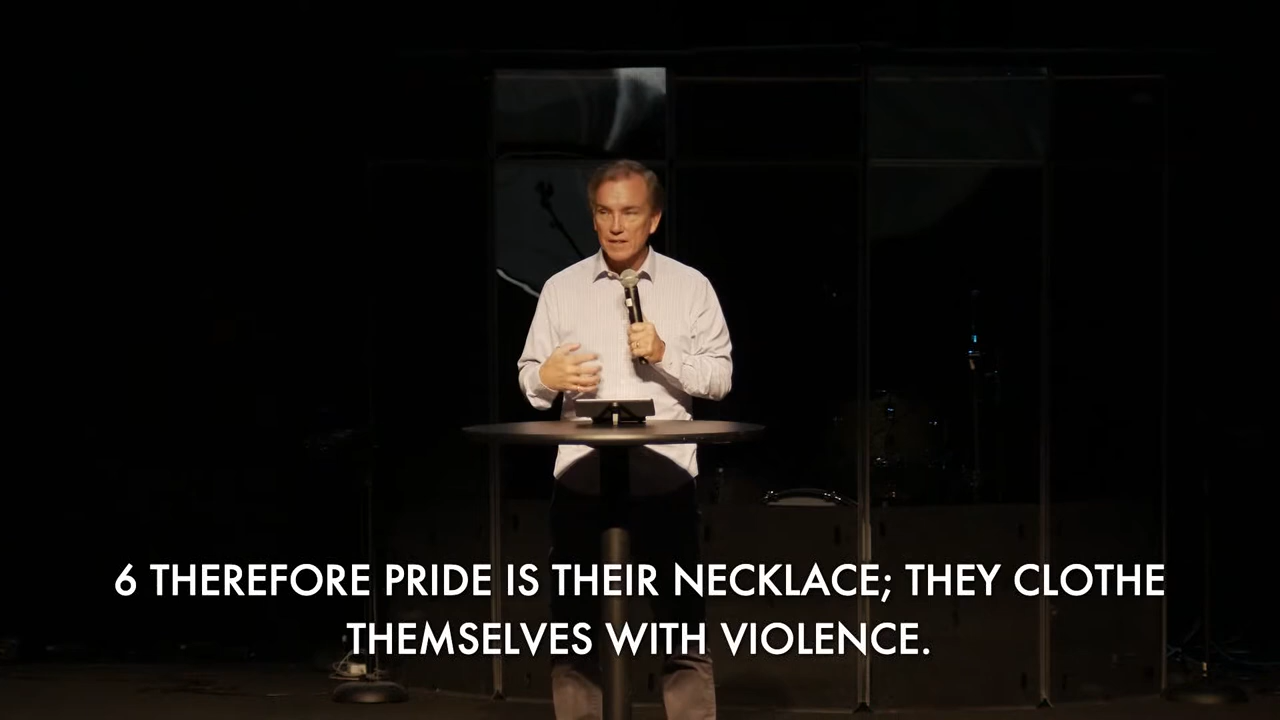 6 THEREFORE PRIDE IS THEIR NECKLACE; THEY CLOTHE
THEMSELVES WITH VIOLENCE.